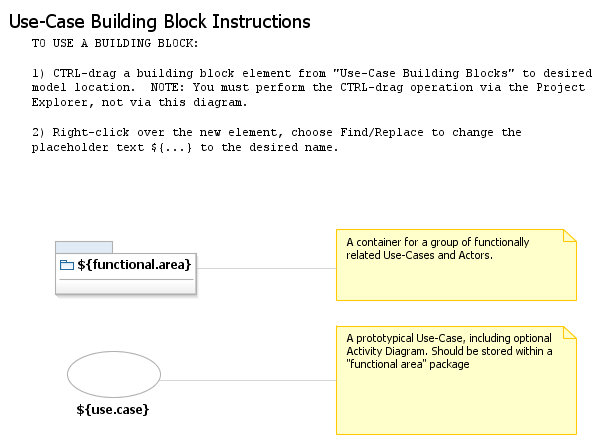 Use-Case Building Block Instructions
TO USE A BUILDING BLOCK:
1) CTRL-drag a building block element from "Use-Case Building Blocks" to desired
model location.  NOTE: You must perform the CTRL-drag operation via the Project
Explorer, not via this diagram.
2) Right-click over the new element, choose Find/Replace to change the
placeholder text ${...} to the desired name.
${functional.area}
A container for a group of functionally
related Use-Cases and Actors.
A prototypical Use-Case, including optional
Activity Diagram. Should be stored within a
"functional area" package
${use.case}